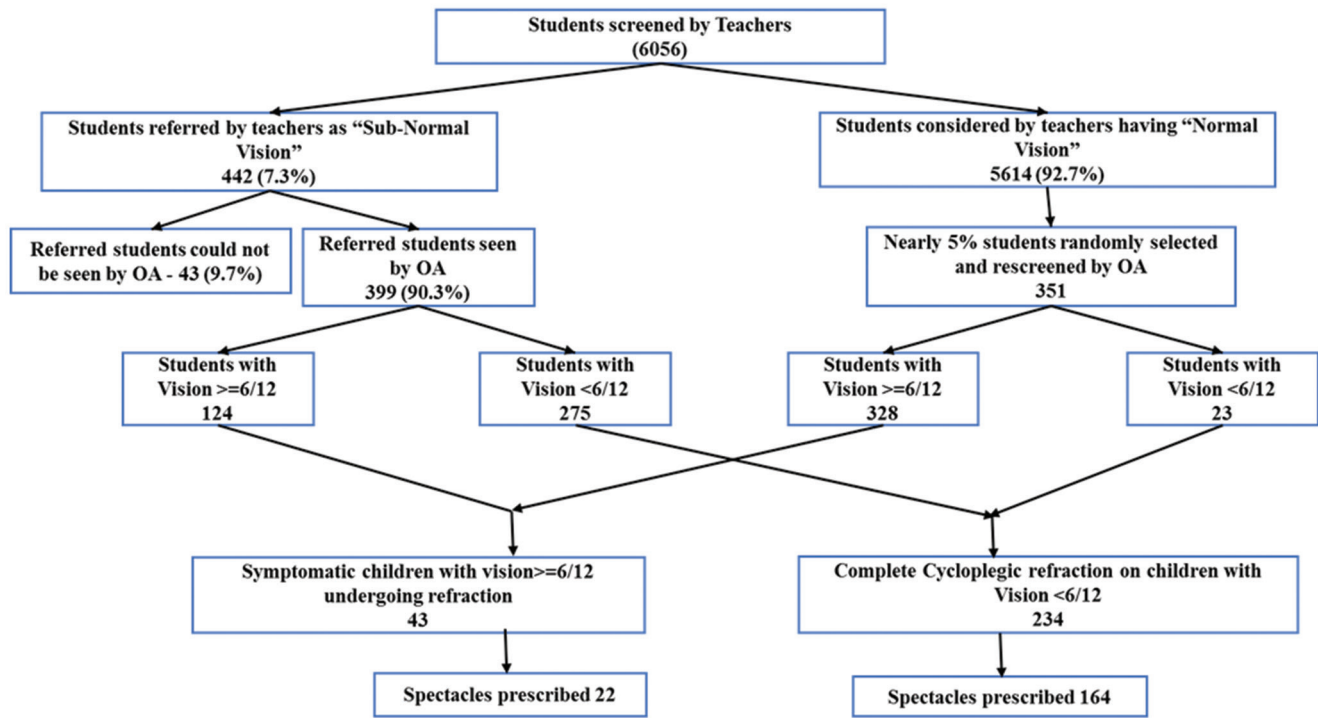 Students screened by Teachers
(6056)
Students referred by teachers as “Sub-Normal
Vision”
442 (7.3%)
Students considered by teachers having “Normal
Vision”
5614 (92.7%)
Referred students could not
be seen by OA - 43 (9.7%)
Referred students seen
by OA
399 (90.3%)
Nearly 5% students randomly selected
and rescreened by OA
351
Students with
Vision >=6/12
124
Students with
Vision <6/12
275
Students with
Vision >=6/12
328
Students with
Vision <6/12
23
Symptomatic children with vision>=6/12
undergoing refraction
43
Complete Cycloplegic refraction on children with
Vision <6/12
234
Spectacles prescribed 22
Spectacles prescribed 164